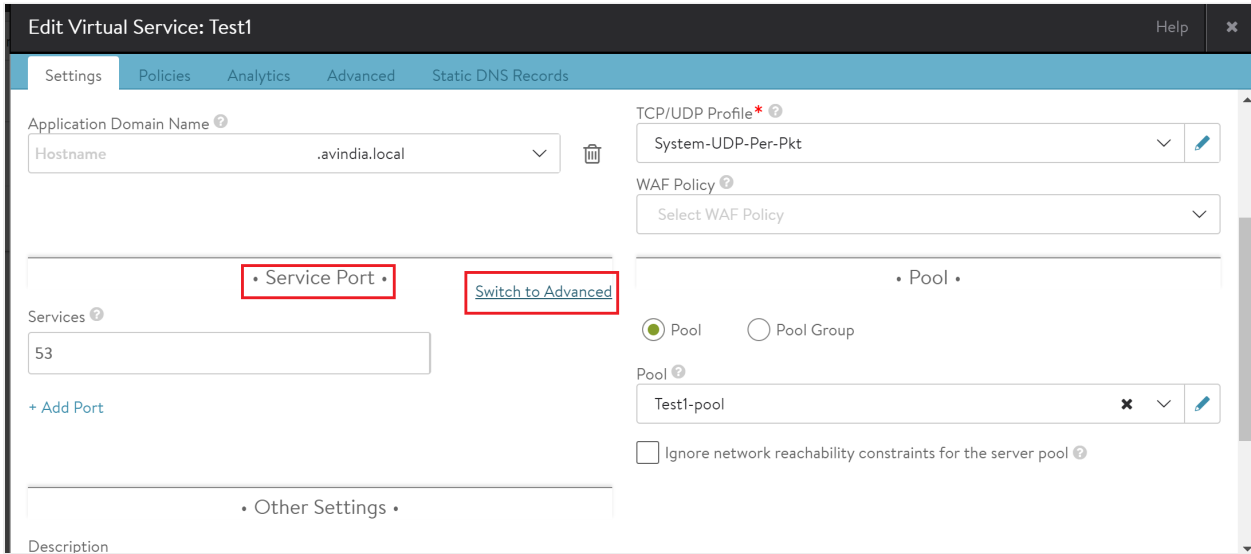 Edit Virtual Service: Test1
Help
Settings Policies Analytics Advanced Static DNS Records
Application Domain Name
Hostname .avindia.local
TCP/UDP Profile*
System-UDP-Per-Pkt
WAF Policy
Select WAF Policy
• Service Port •
Switch to Advanced
Services
53
+ Add Port
• Pool •
Pool Pool Group
Pool
Test1-pool
Ignore network reachability constraints for the server pool
• Other Settings •
Description